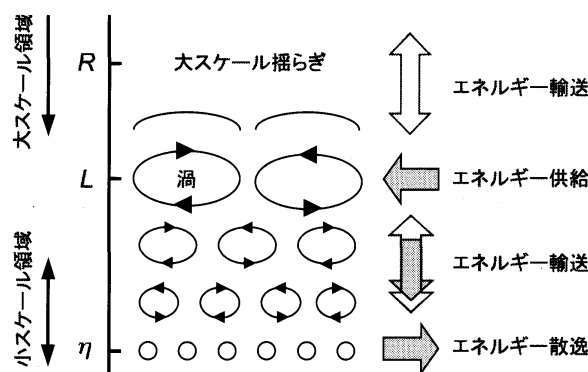 大スケール領域
R
大スケール揺らぎ
エネルギー輸送
L
渦
エネルギー供給
小スケール領域
エネルギー輸送
η
エネルギー散逸